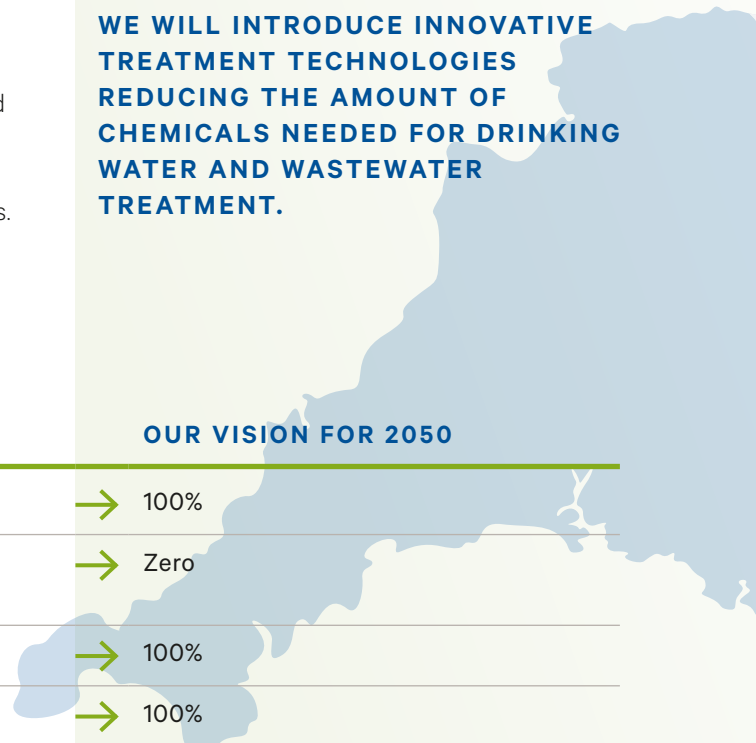 WE WILL INTRODUCE INNOVATIVE
TREATMENT TECHNOLOGIES
REDUCING THE AMOUNT OF
CHEMICALS NEEDED FOR DRINKING
WATER AND WASTEWATER
TREATMENT.
OUR VISION FOR 2050
100%
Zero
100%
100%